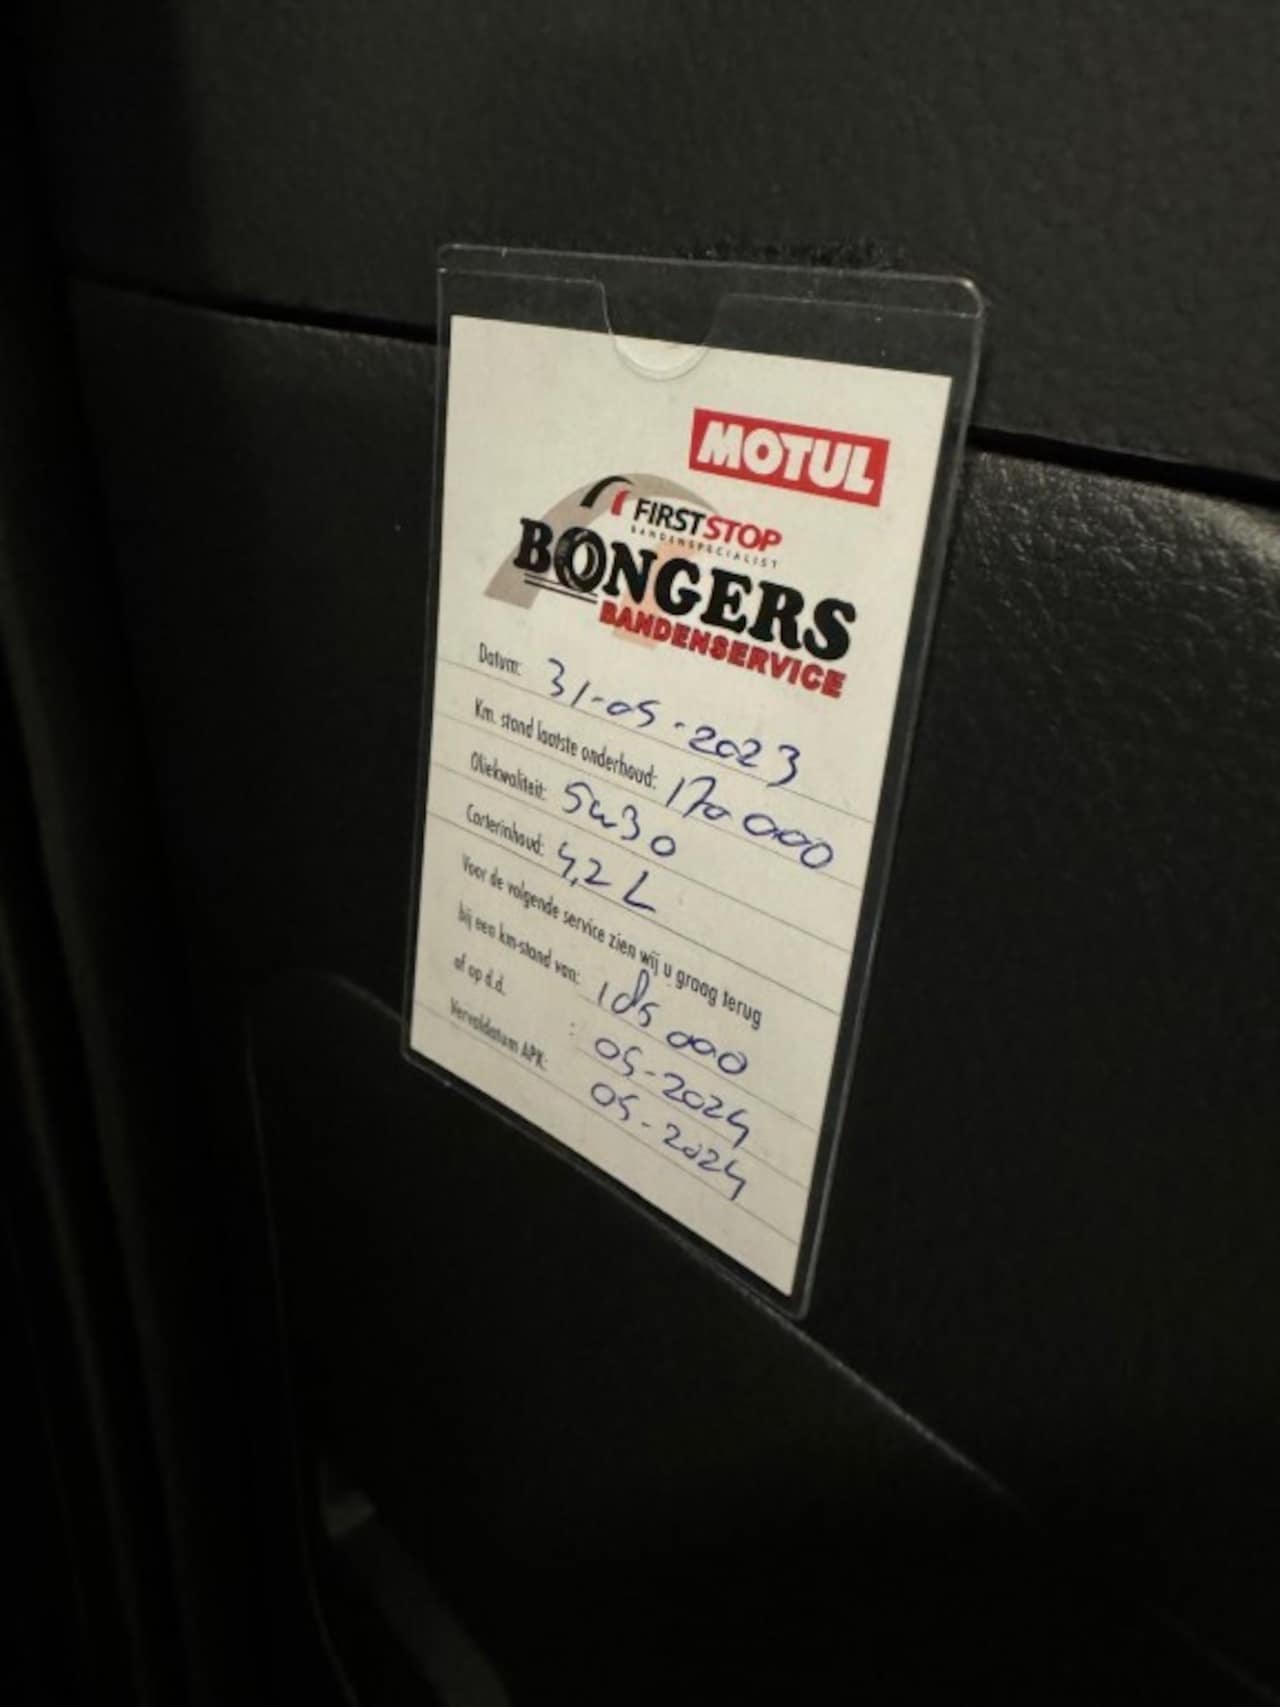 MOTUL
FIRSTSTOP
BANDENSPECIALIST
BONGERS
BANDENSERVICE
Datum: 31-05-2023
Km. stand laatste onderhoud: 170 000
Oliekwaliteit: 5w30
Carterinhoud: 4,2 L
Voor de volgende service zien wij u graag terug
bij een km-stand van: 185 000
of op d.d. : 05-2024
Vervaldatum APK: 05-2024